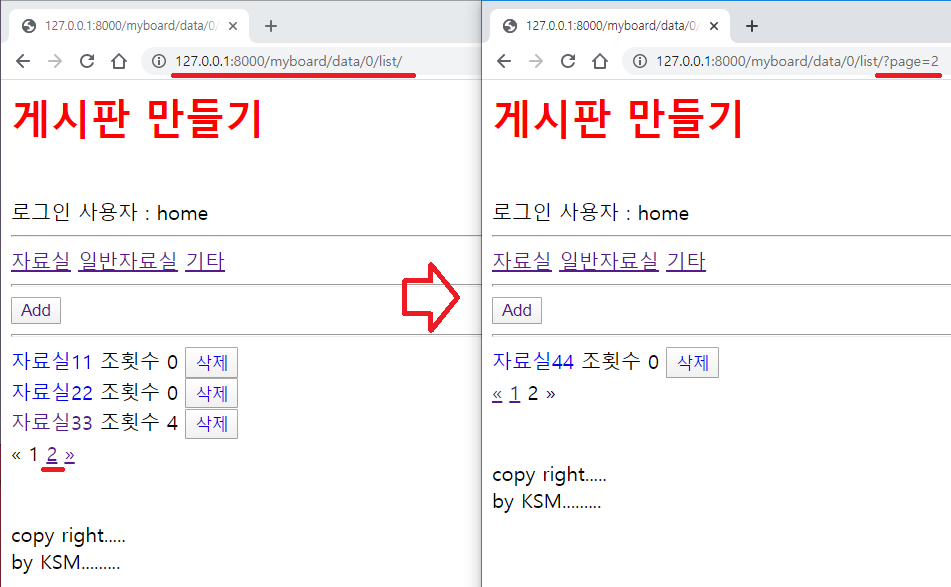 127.0.0.1:8000/myboard/data/0/
127.0.0.1:8000/myboard/data/0/list/
게시판 만들기
로그인 사용자 : home
자료실 일반자료실 기타
Add
자료실11 조횟수 0 삭제
자료실22 조횟수 0 삭제
자료실33 조횟수 4 삭제
« 1 2 »
copy right.....
by KSM.........
127.0.0.1:8000/myboard/data/0/
127.0.0.1:8000/myboard/data/0/list/?page=2
게시판 만들기
로그인 사용자 : home
자료실 일반자료실 기타
Add
자료실44 조횟수 0 삭제
« 1 2 »
copy right.....
by KSM.........